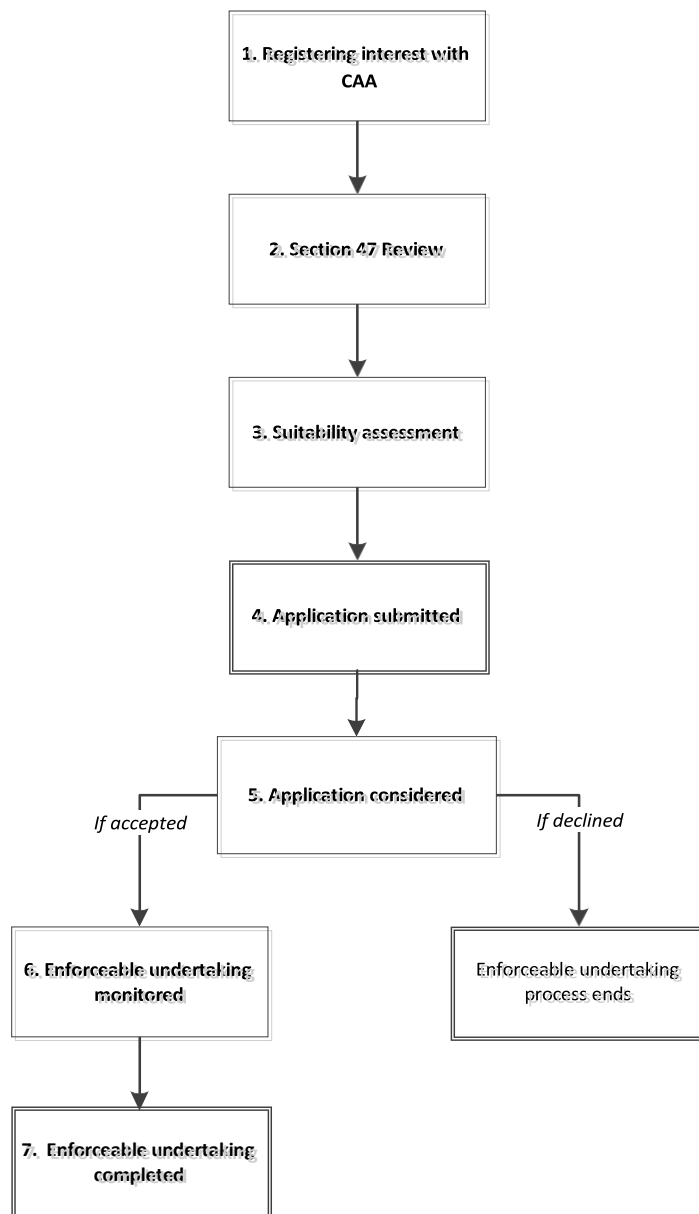 1. Registering interest with
CAA
2. Section 47 Review
3. Suitability assessment
4. Application submitted
5. Application considered
If accepted
If declined
6. Enforceable undertaking
monitored
Enforceable undertaking
process ends
7. Enforceable undertaking
completed